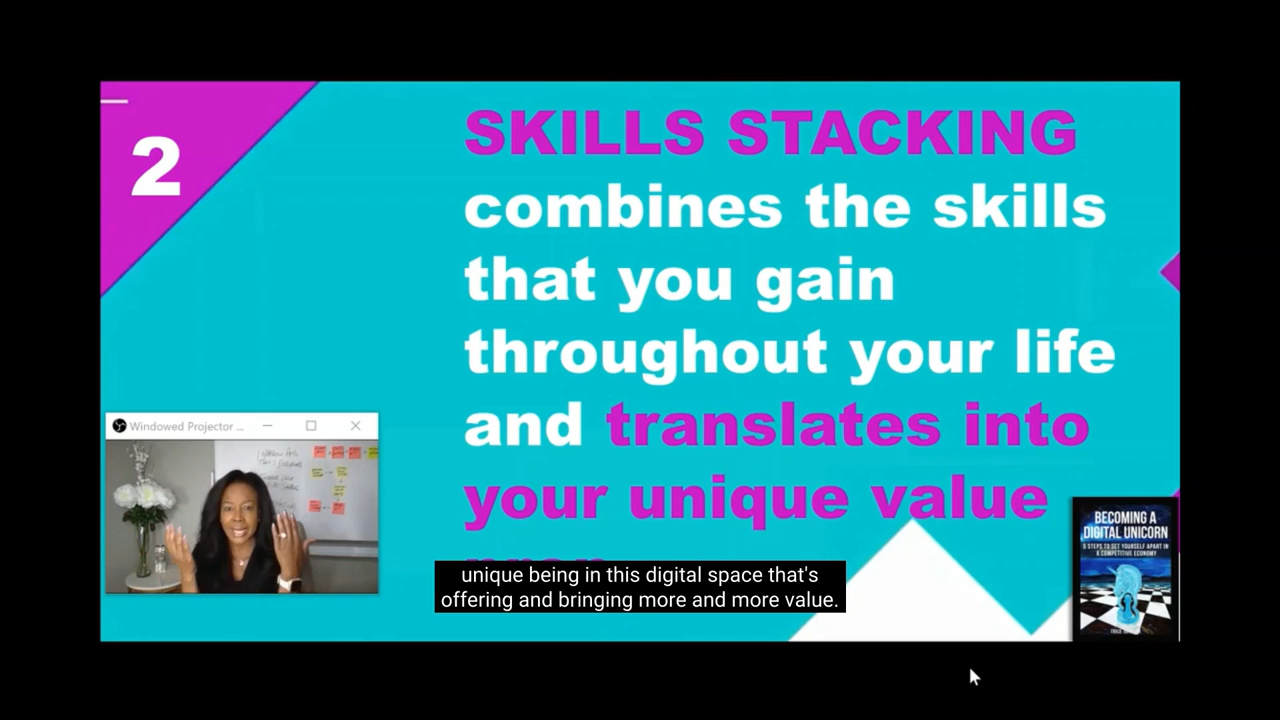 2
SKILLS STACKING
combines the skills
that you gain
throughout your life
and translates into
your unique value
Windowed Projector ...
unique being in this digital space that's
offering and bringing more and more value.
BECOMING A
DIGITAL UNICORN
5 STEPS TO SET YOURSELF APART IN
A COMPETITIVE ECONOMY